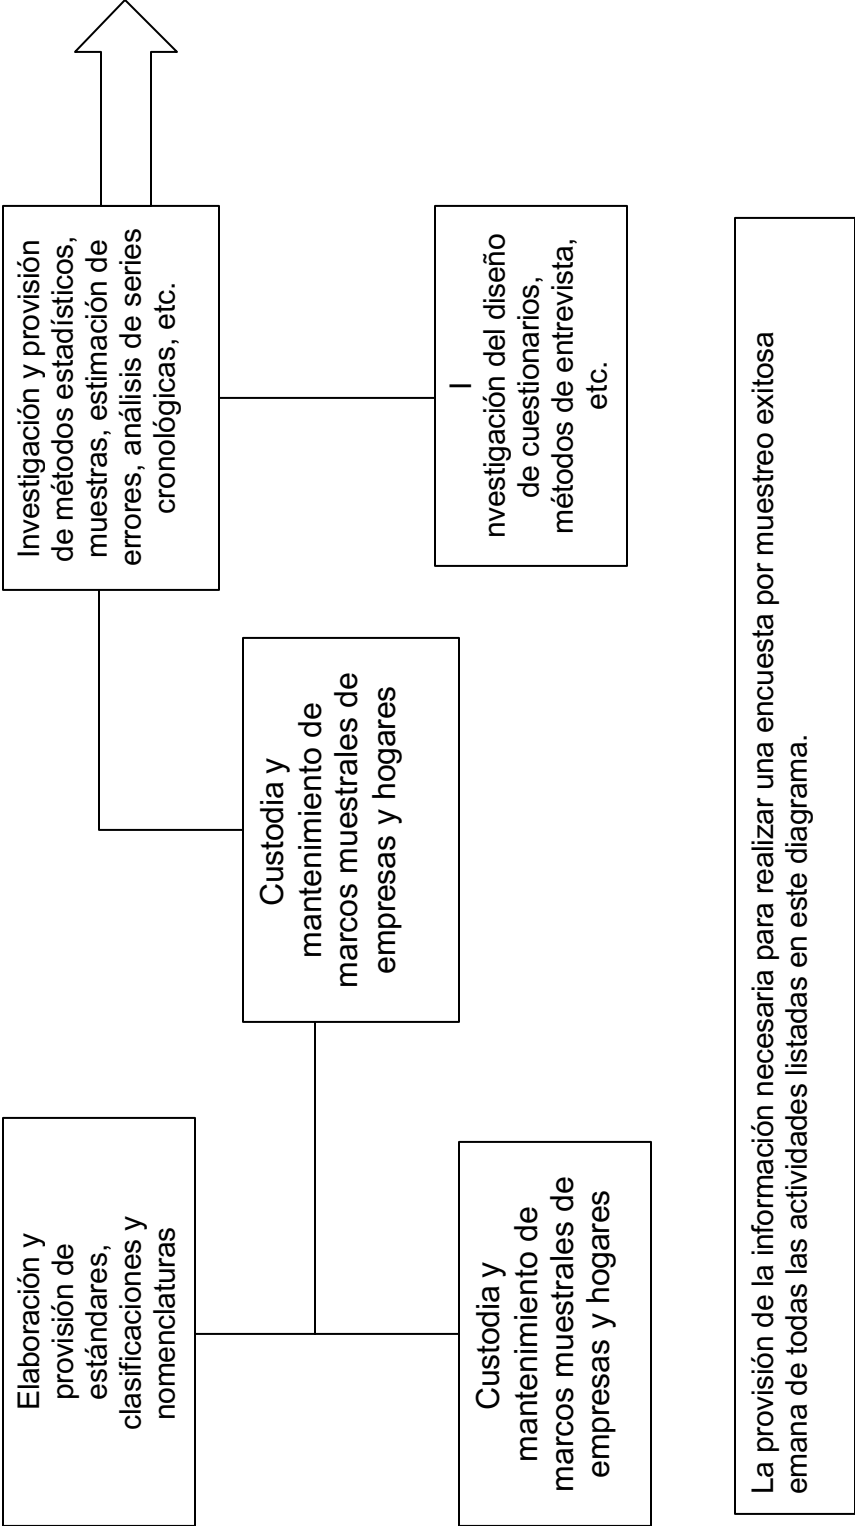 Elaboración y
provisión de
estándares,
clasificaciones y
nomenclaturas
Custodia y
mantenimiento de
marcos muestrales de
empresas y hogares
Custodia y
mantenimiento de
marcos muestrales de
empresas y hogares
Investigación y provisión
de métodos estadísticos,
muestras, estimación de
errores, análisis de series
cronológicas, etc.
I
nvestigación del diseño
de cuestionarios,
métodos de entrevista,
etc.
La provisión de la información necesaria para realizar una encuesta por muestreo exitosa
emana de todas las actividades listadas en este diagrama.